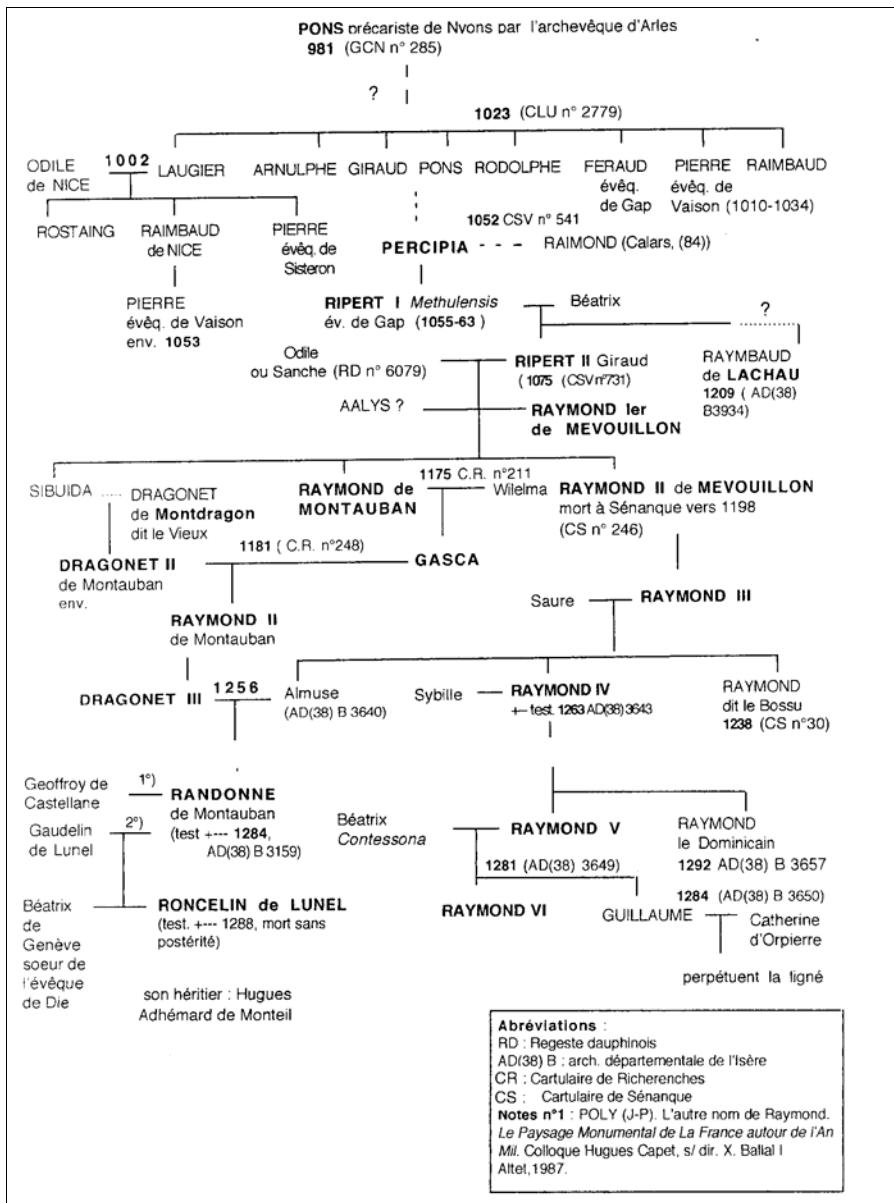 PONS précariste de Nvons par l'archevêque d'Arles
981 (GCN n° 285)
?
1023 (CLU n° 2779)
ODILE
de NICE
1002
LAUGIER
ARNULPHE
GIRAUD
PONS
RODOLPHE
FERAUD
évêq.
de Gap
PIERRE
évêq. de
Vaison (1010-1034)
RAIMBAUD
ROSTAING
RAIMBAUD
de NICE
PIERRE
évêq. de
Sisteron
1052 CSV n° 541
PERCIPIA - - - RAIMOND (Calars, (84))
PIERRE
évêq. de Vaison
env. 1053
RIPERT I Methulensis
év. de Gap (1055-63 )
Béatrix
?
Odile
ou Sanche (RD n° 6079)
RIPERT II Giraud
( 1075 (CSV n°731)
RAYMBAUD
de LACHAU
1209 ( AD(38)
B3934)
AALYS ?
RAYMOND Ier
de MEVOUILLON
SIBUIDA ..... DRAGONET
de Montdragon
dit le Vieux
RAYMOND de
MONTAUBAN
1175 C.R. n°211
Wilelma
RAYMOND II de MEVOUILLON
mort à Sénanque vers 1198
(CS n° 246)
DRAGONET II
de Montauban
env.
1181 ( C.R. n°248)
GASCA
RAYMOND II
de Montauban
Saure
RAYMOND III
DRAGONET III
1256
Almuse
(AD(38) B 3640)
Sybille
RAYMOND IV
+– test. 1263 AD(38) 3643
RAYMOND
dit le Bossu
1238 (CS n°30)
Geoffroy de
Castellane
1°)
RANDONNE
de Montauban
(test +--- 1284,
AD(38) B 3159)
Gaudelin
de Lunel
2°)
Béatrix
Contessona
RAYMOND V
RAYMOND
le Dominicain
1292 AD(38) B 3657
1281 (AD(38) 3649)
RAYMOND VI
1284 (AD(38) B 3650)
GUILLAUME
Catherine
d'Orpierre
perpétuent la ligné
Béatrix
de
Genève
soeur de
l'évêque
de Die
RONCELIN de LUNEL
(test. +--- 1288, mort sans
postérité)
son héritier : Hugues
Adhémard de Monteil
Abréviations :
RD : Regeste dauphinois
AD(38) B : arch. départementale de l'Isère
CR : Cartulaire de Richerenches
CS : Cartulaire de Sénanque
Notes n°1 : POLY (J-P). L'autre nom de Raymond.
Le Paysage Monumental de La France autour de l'An
Mil. Colloque Hugues Capet, s/ dir. X. Ballal I
Altet,1987.